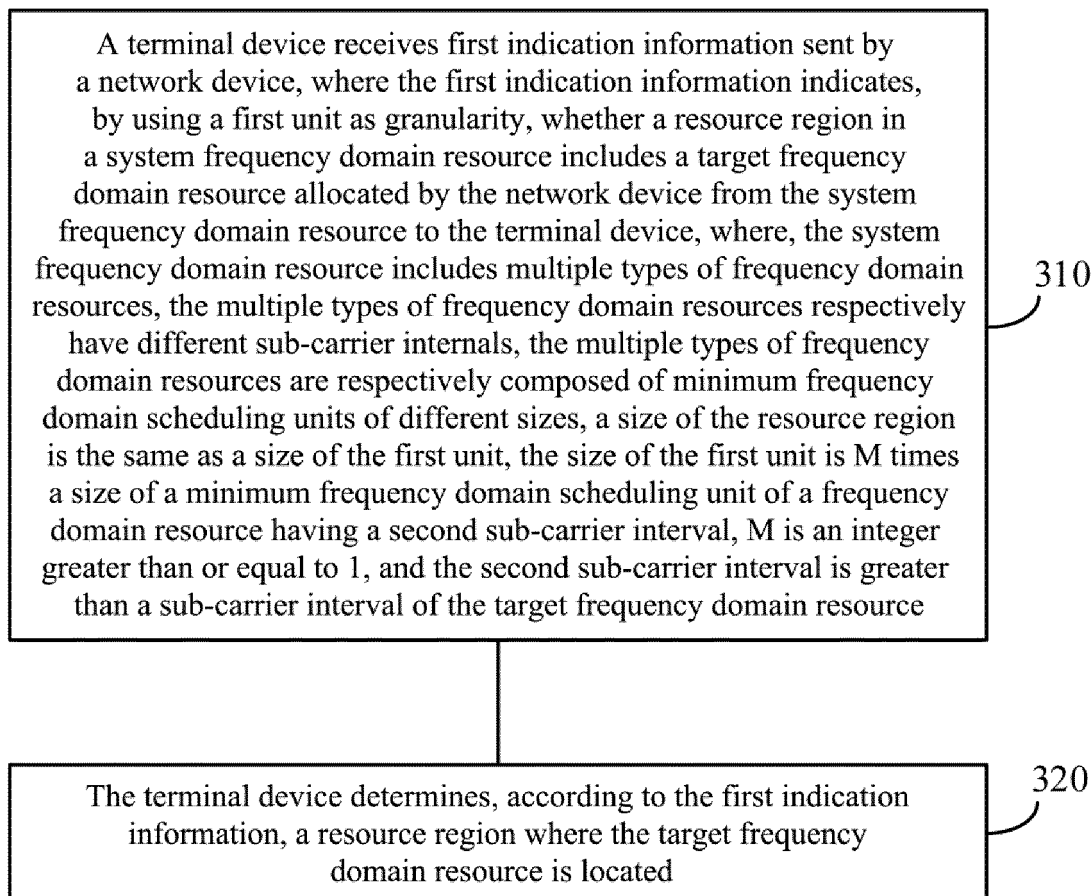 A terminal device receives first indication information sent by
a network device, where the first indication information indicates,
by using a first unit as granularity, whether a resource region in
a system frequency domain resource includes a target frequency
domain resource allocated by the network device from the system
frequency domain resource to the terminal device, where, the system
frequency domain resource includes multiple types of frequency domain
resources, the multiple types of frequency domain resources respectively
have different sub-carrier internals, the multiple types of frequency
domain resources are respectively composed of minimum frequency
domain scheduling units of different sizes, a size of the resource region
is the same as a size of the first unit, the size of the first unit is M times
a size of a minimum frequency domain scheduling unit of a frequency
domain resource having a second sub-carrier interval, M is an integer
greater than or equal to 1, and the second sub-carrier interval is greater
than a sub-carrier interval of the target frequency domain resource
310
The terminal device determines, according to the first indication
information, a resource region where the target frequency
domain resource is located
320